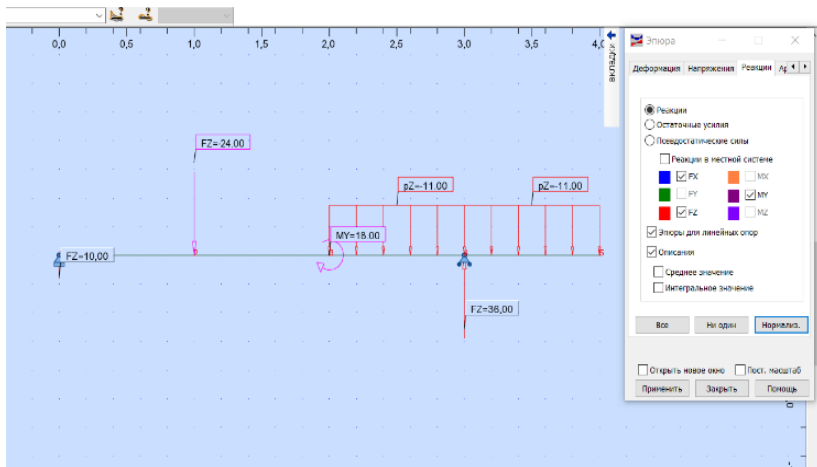 0,0 0,5 1,0 1,5 2,0 2,5 3,0 3,5 4,0
вкладки
FZ=-24.00
pZ=-11.00 pZ=-11.00
MY=18.00
FZ=10,00
FZ=36,00
Эпюра
Деформация Напряжения Реакции
Реакции
Остаточные усилия
Псевдостатические силы
Реакции в местной системе
FX MX
FY MY
FZ MZ
Эпюры для линейных опор
Описания
Среднее значение
Интегральное значение
Все Ни один Нормализ.
Открыть новое окно Пост. масштаб
Применить Закрыть Помощь